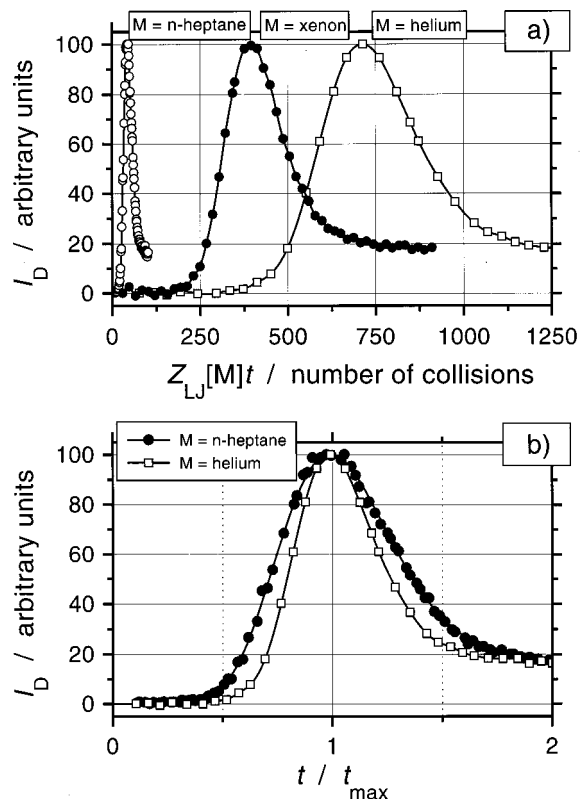 M = n-heptane M = xenon M = helium a)
100
80
60
40
20
0
I_D / arbitrary units
0 250 500 750 1000 1250
Z_LJ[M]t / number of collisions
M = n-heptane b)
M = helium
100
80
60
40
20
0
I_D / arbitrary units
0 1 2
t / t_max